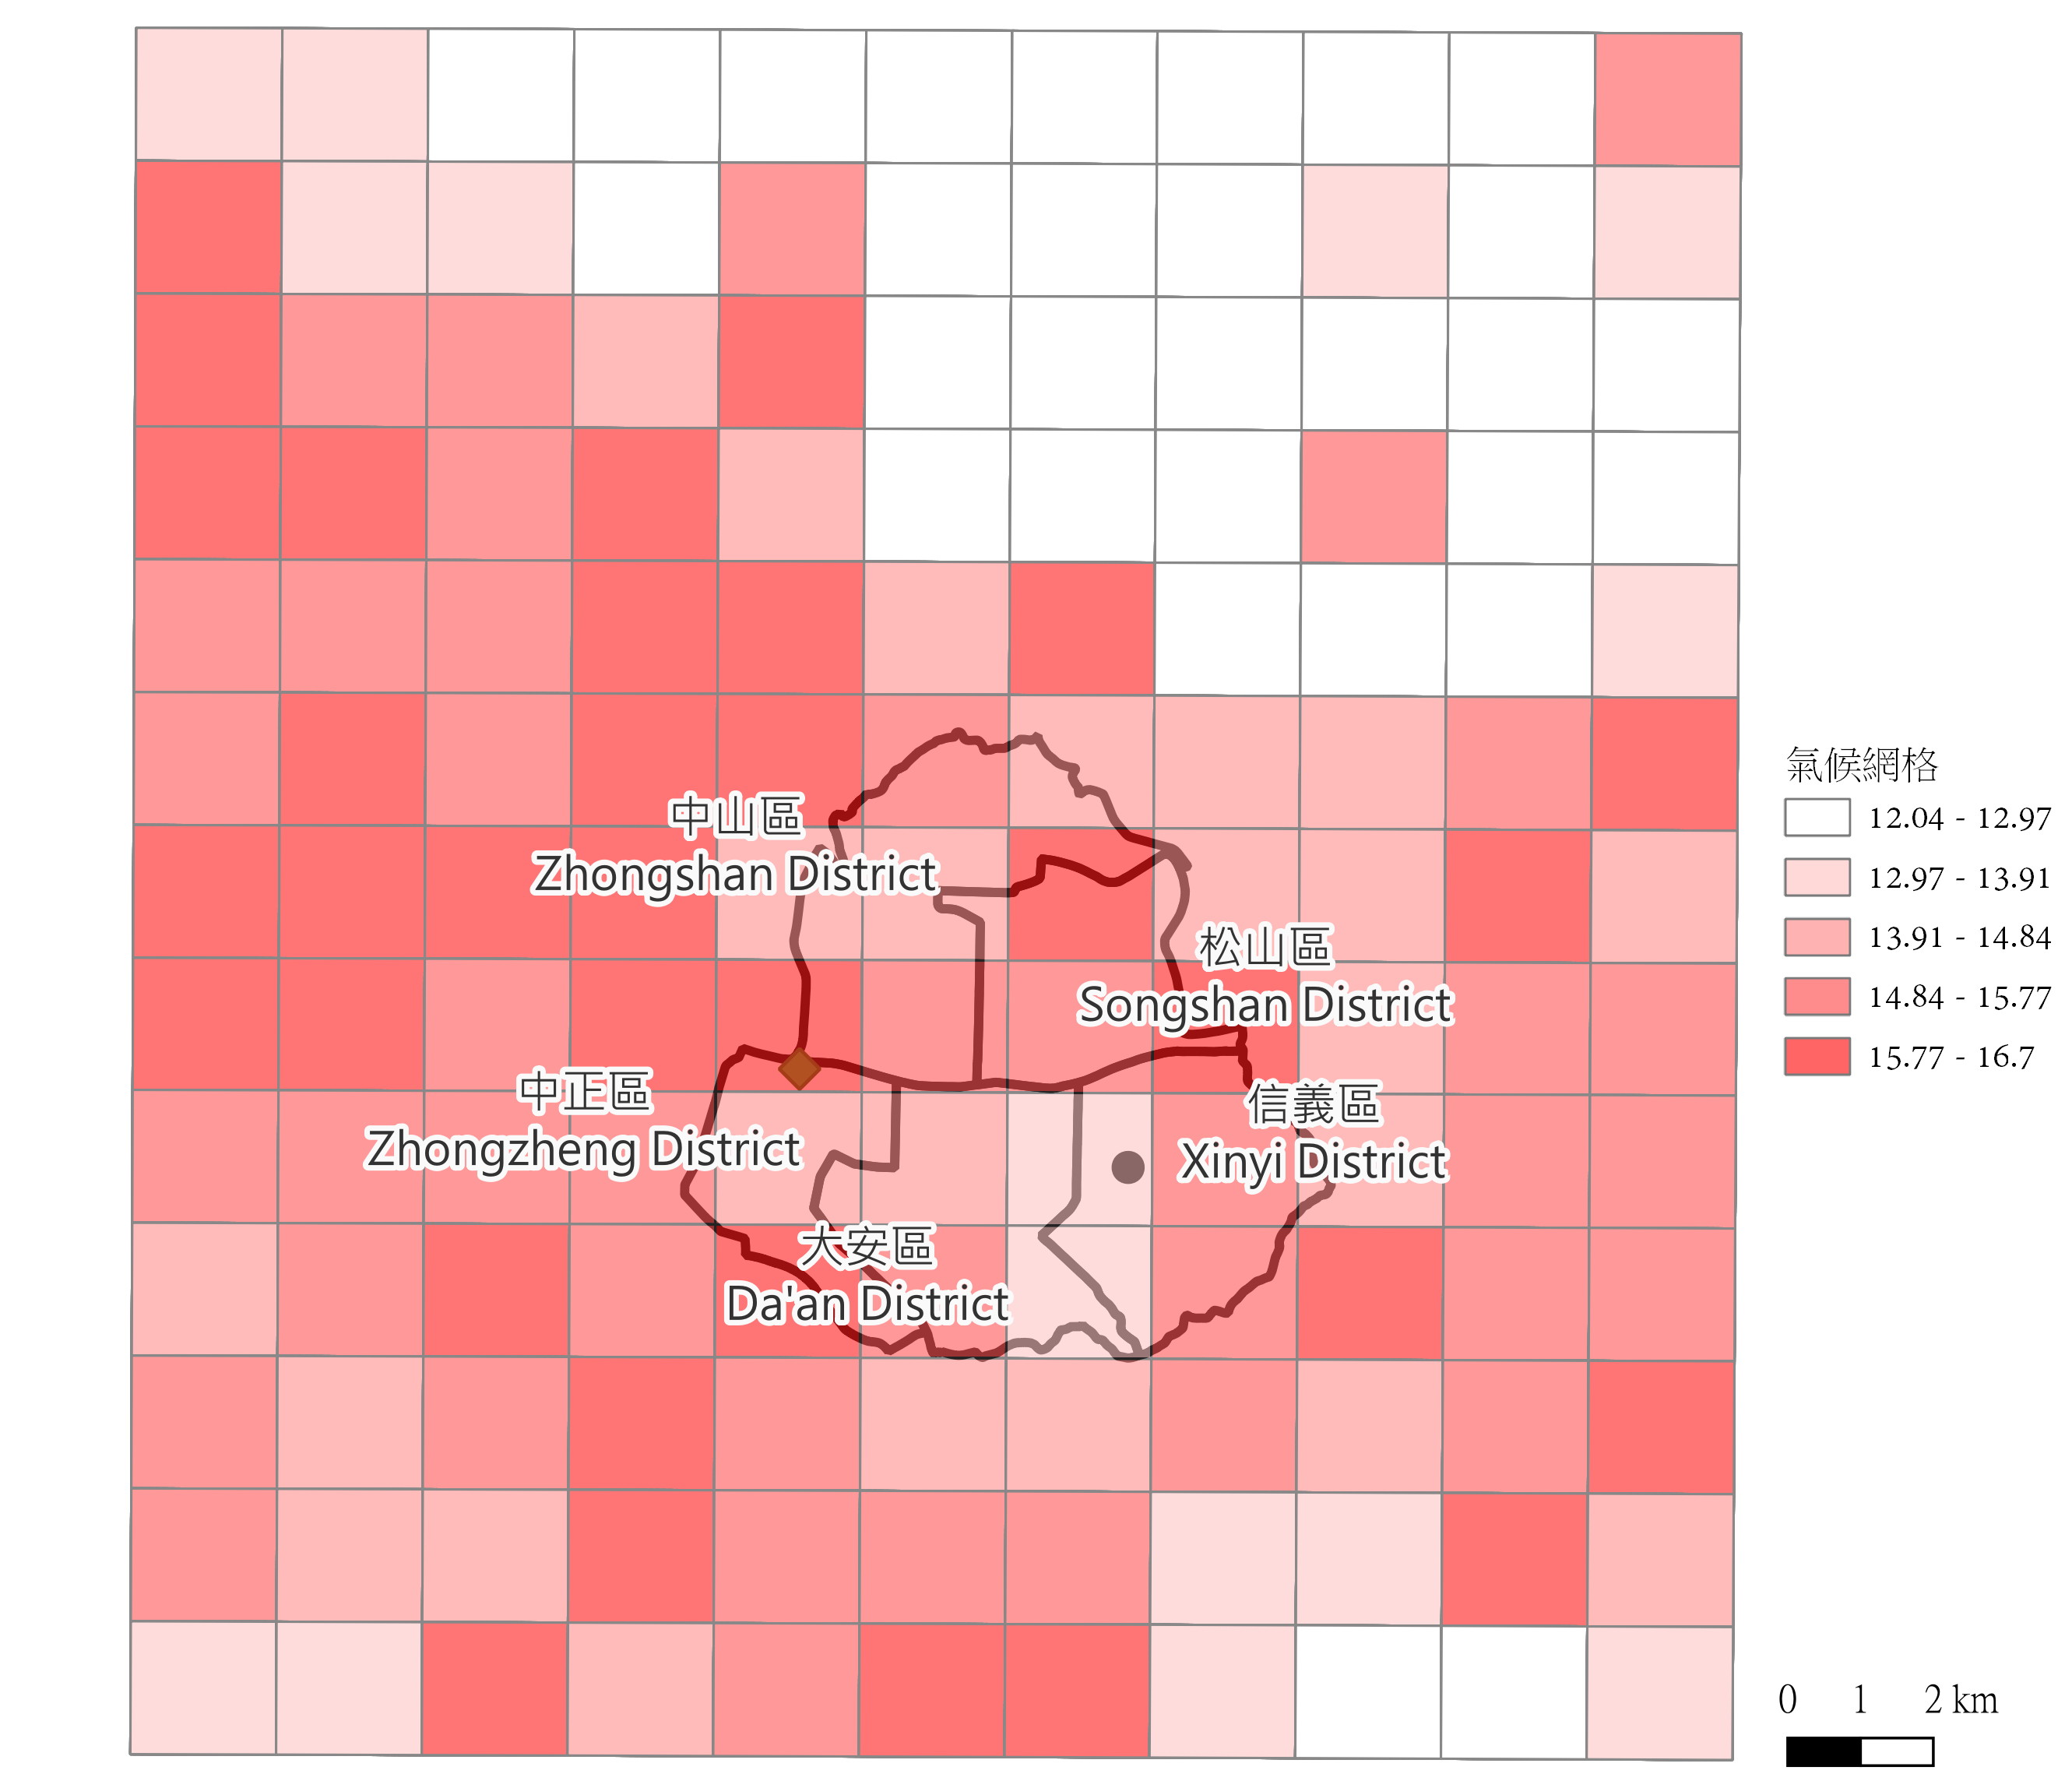 中山區
Zhongshan District
松山區
Songshan District
中正區
Zhongzheng District
信義區
Xinyi District
大安區
Da'an District
氣候網格
12.04 - 12.97
12.97 - 13.91
13.91 - 14.84
14.84 - 15.77
15.77 - 16.7
0 1 2 km